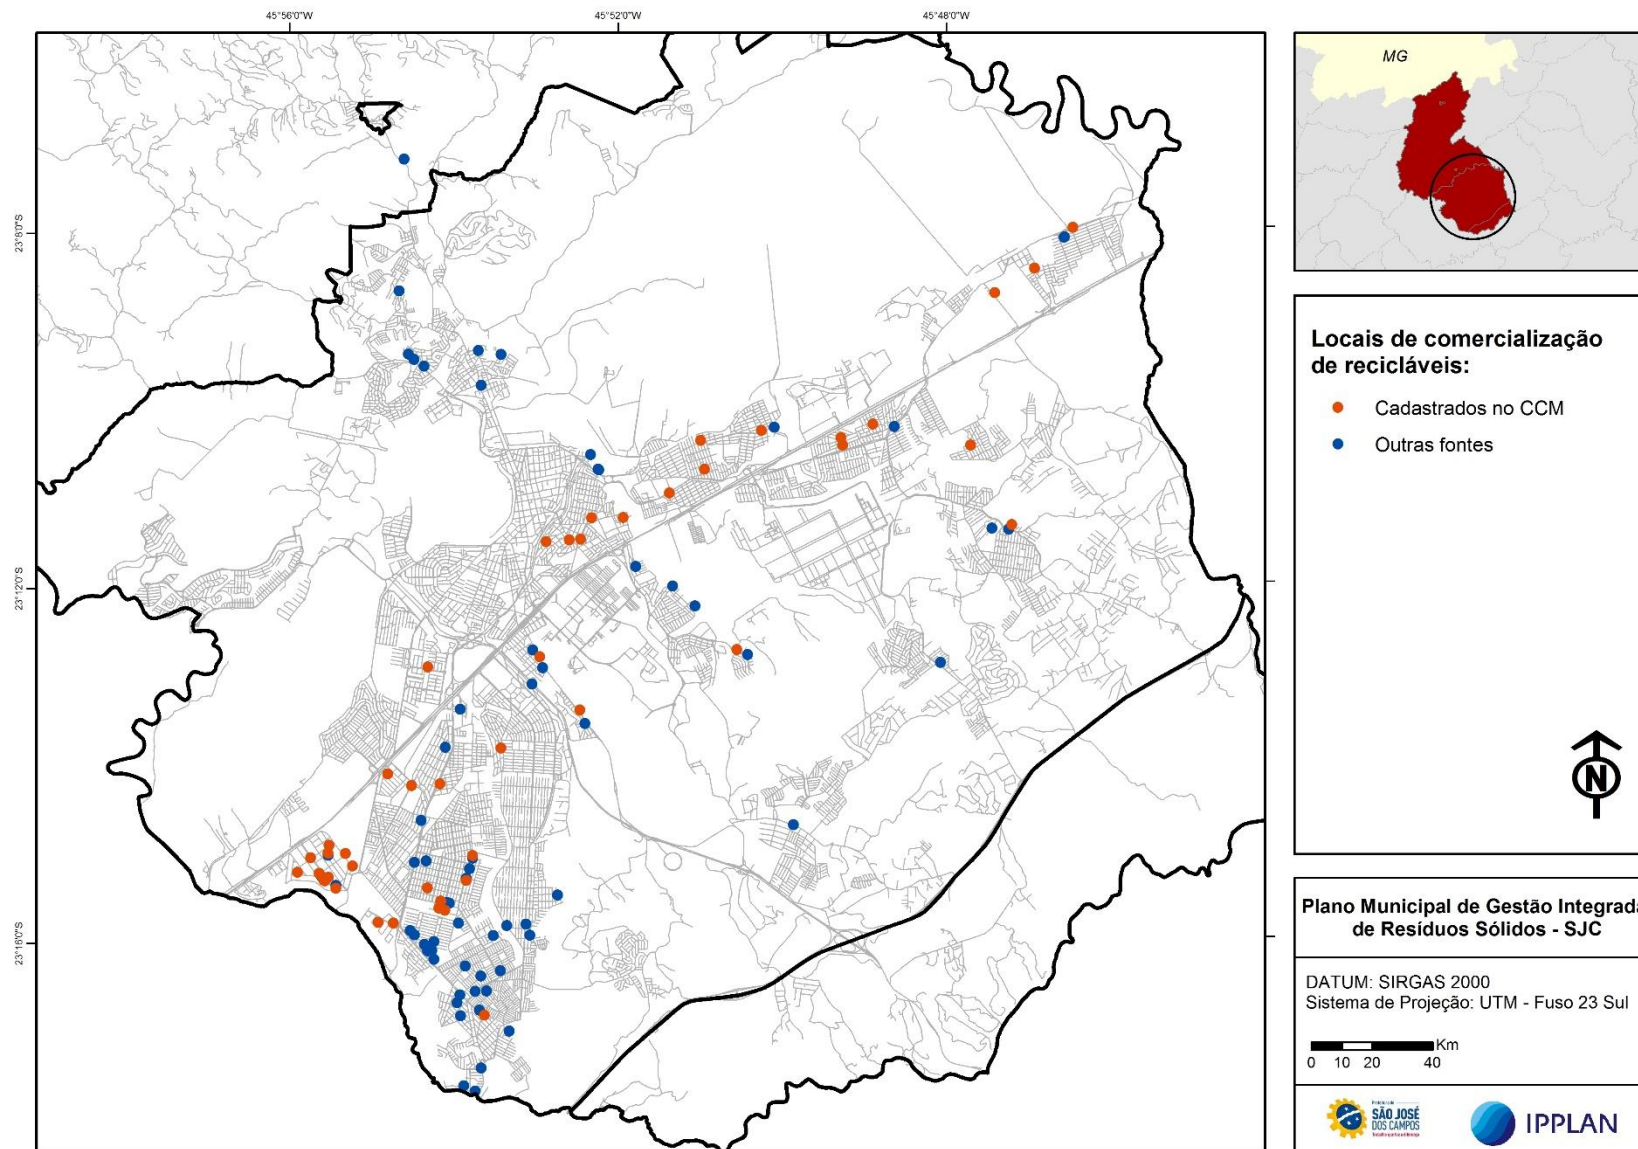 45°56'0"W
45°52'0"W
45°48'0"W
23°8'0"S
23°12'0"S
23°16'0"S
MG
Locais de comercialização
de recicláveis:
Cadastrados no CCM
Outras fontes
N
Plano Municipal de Gestão Integrada
de Resíduos Sólidos - SJC
DATUM: SIRGAS 2000
Sistema de Projeção: UTM - Fuso 23 Sul
Km
0 10 20 40
Prefeitura de
SÃO JOSÉ
DOS CAMPOS
IPPLAN